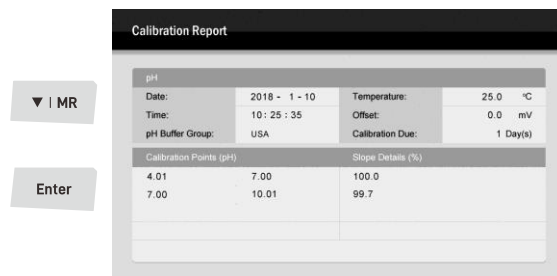 Calibration Report
▼ | MR
Enter
pH
Date: 2018 - 1 - 10 Temperature: 25.0 °C
Time: 10 : 25 : 35 Offset: 0.0 mV
pH Buffer Group: USA Calibration Due: 1 Day(s)
Calibration Points (pH) Slope Details (%)
4.01 7.00 100.0
7.00 10.01 99.7